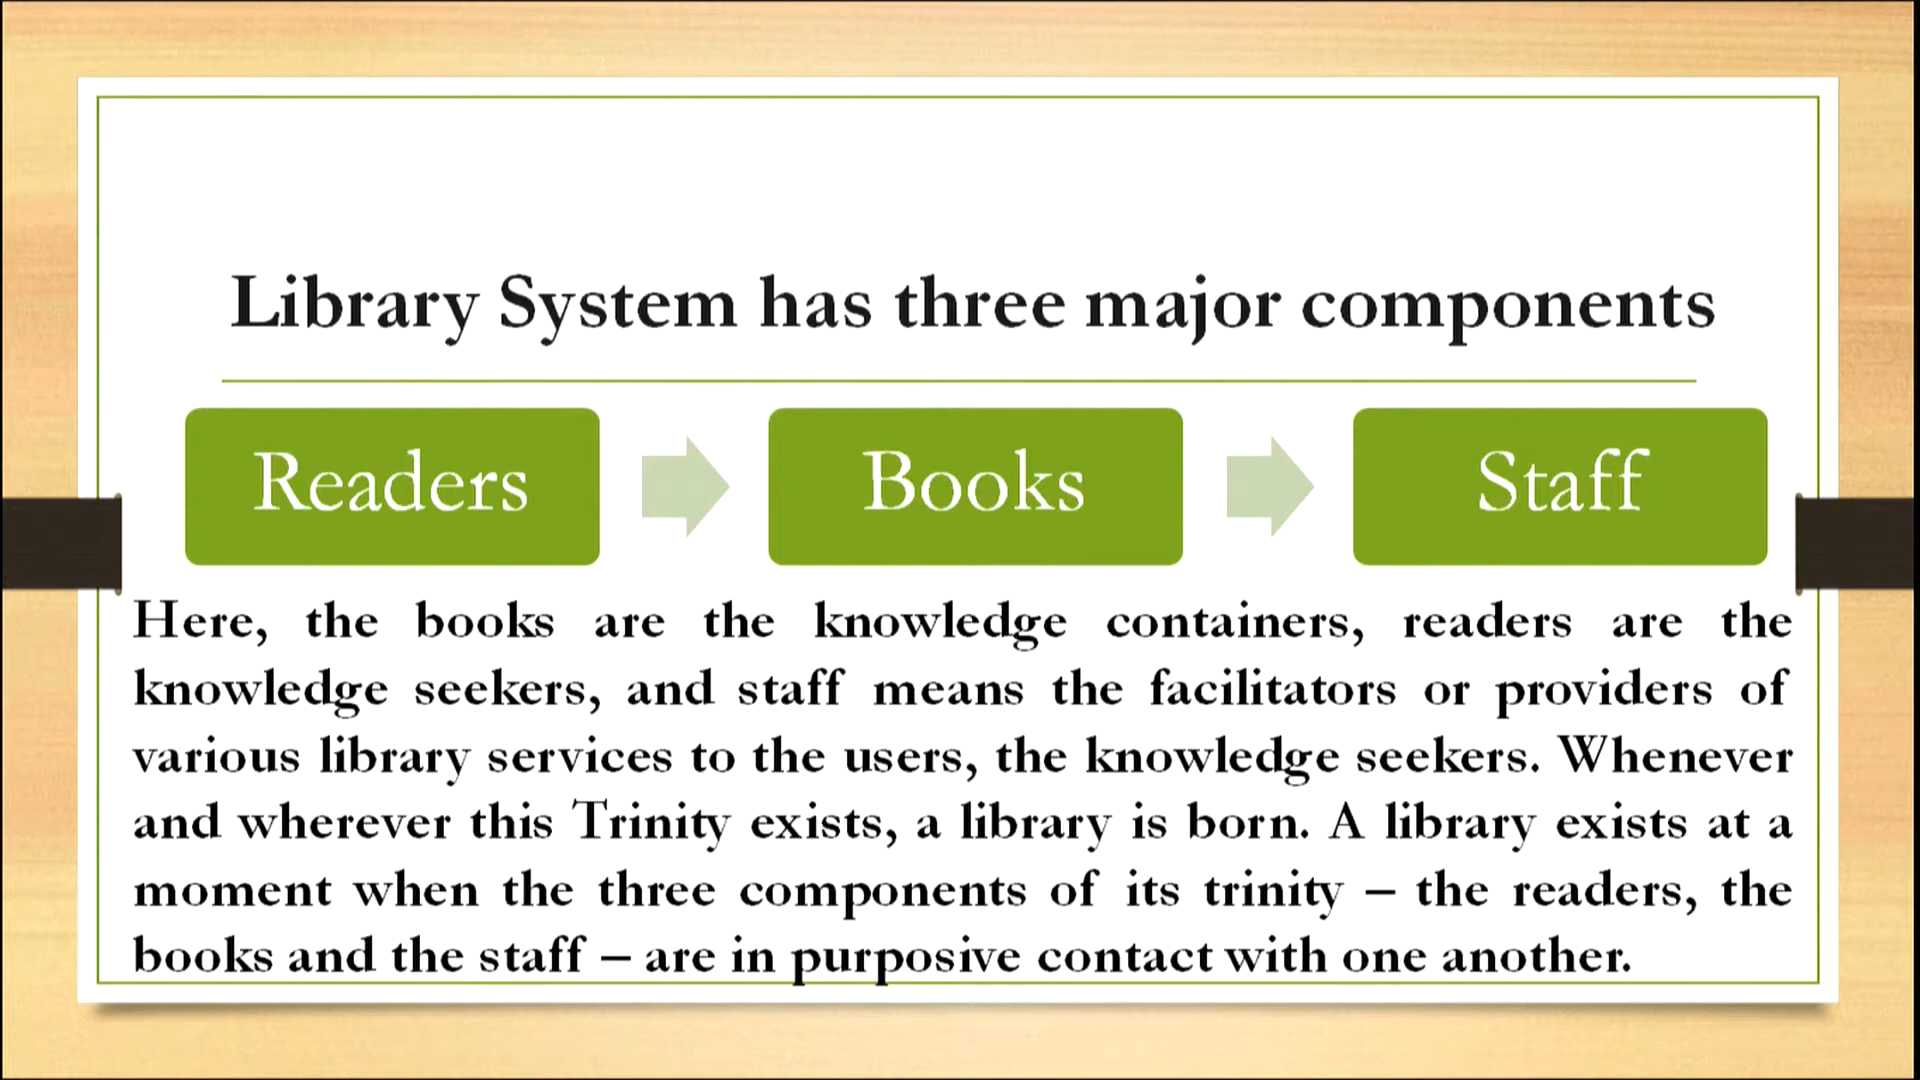 Library System has three major components
Readers
Books
Staff
Here, the books are the knowledge containers, readers are the
knowledge seekers, and staff means the facilitators or providers of
various library services to the users, the knowledge seekers. Whenever
and wherever this Trinity exists, a library is born. A library exists at a
moment when the three components of its trinity – the readers, the
books and the staff – are in purposive contact with one another.